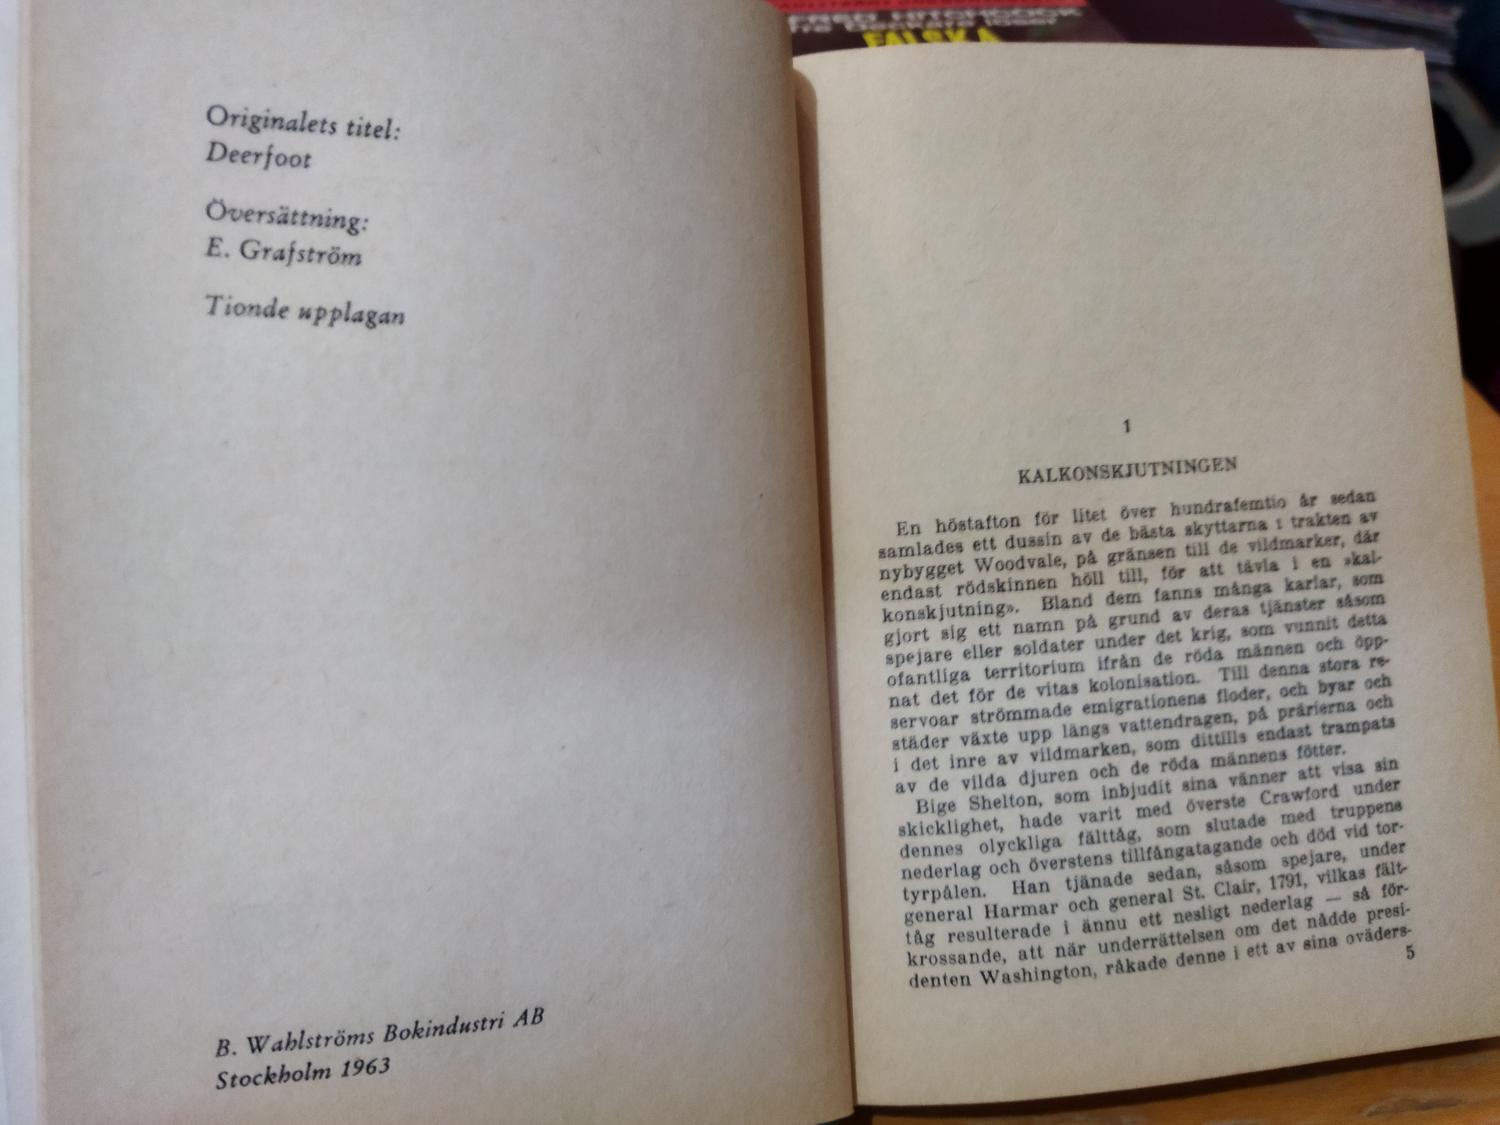 FRED HITCHCOCK
FALSKA
Originalets titel:
Deerfoot
Översättning:
E. Grafström
Tionde upplagan
B. Wahlströms Bokindustri AB
Stockholm 1963
1
KALKONSKJUTNINGEN
En höstafton för litet över hundrafemtio år sedan
samlades ett dussin av de bästa skyttarna i trakten av
nybygget Woodvale, på gränsen till de vildmarker, där
endast rödskinnen höll till, för att tävla i en »kal-
konskjutning». Bland dem fanns många karlar, som
gjort sig ett namn på grund av deras tjänster såsom
spejare eller soldater under det krig, som vunnit detta
ofantliga territorium ifrån de röda männen och öpp-
nat det för de vitas kolonisation. Till denna stora re-
servoar strömmade emigrationens floder, och byar och
städer växte upp längs vattendragen, på prärierna och
i det inre av vildmarken, som dittills endast trampats
av de vilda djuren och de röda männens fötter.
Bige Shelton, som inbjudit sina vänner att visa sin
skicklighet, hade varit med överste Crawford under
dennes olyckliga fälttåg, som slutade med truppens
nederlag och överstens tillfångatagande och död vid tor-
tyrpålen. Han tjänade sedan, såsom spejare, under
general Harmar och general St. Clair, 1791, vilkas fält-
tåg resulterade i ännu ett nesligt nederlag — så för-
krossande, att när underrättelsen om det nådde presi-
denten Washington, råkade denne i ett av sina oväders-
5